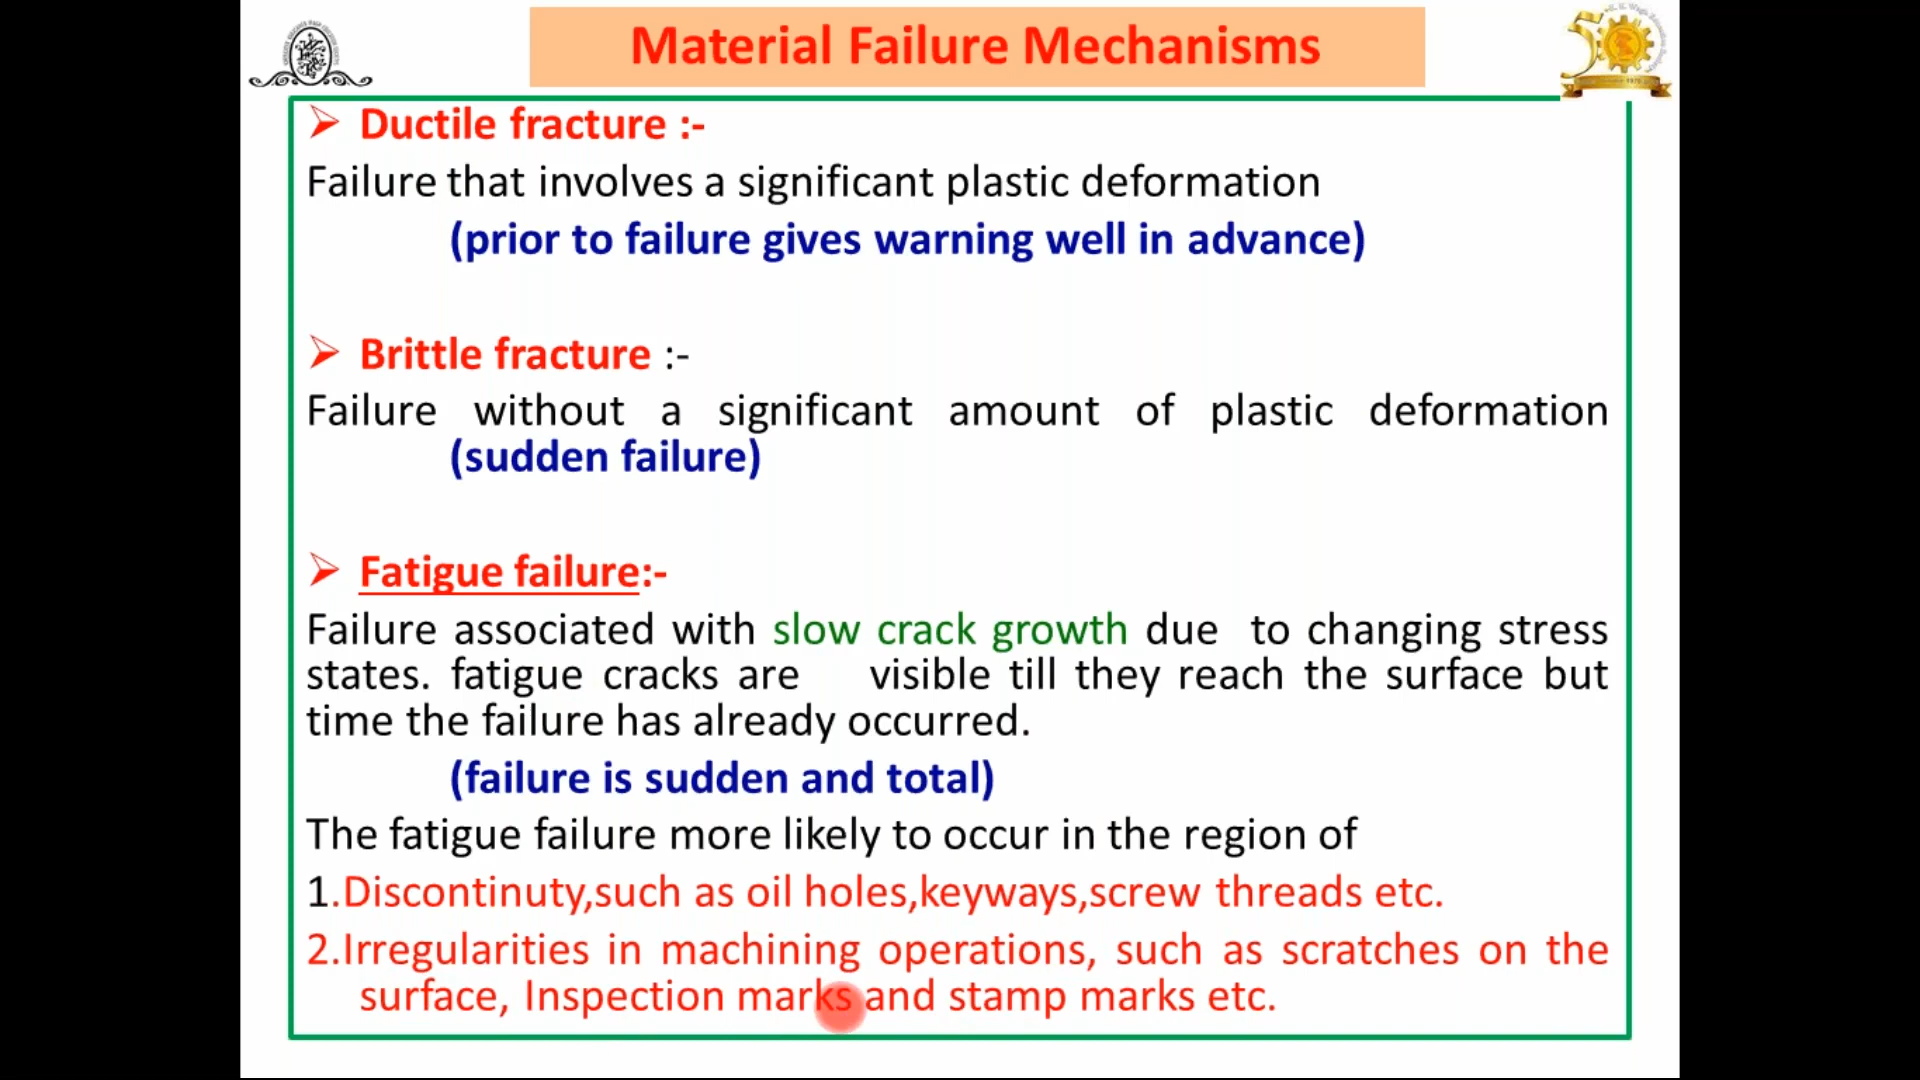 Material Failure Mechanisms
Ductile fracture :-
Failure that involves a significant plastic deformation
(prior to failure gives warning well in advance)
Brittle fracture :-
Failure without a significant amount of plastic deformation
(sudden failure)
Fatigue failure:-
Failure associated with slow crack growth due to changing stress
states. fatigue cracks are visible till they reach the surface but
time the failure has already occurred.
(failure is sudden and total)
The fatigue failure more likely to occur in the region of
1.Discontinuty,such as oil holes,keyways,screw threads etc.
2.Irregularities in machining operations, such as scratches on the
surface, Inspection marks and stamp marks etc.